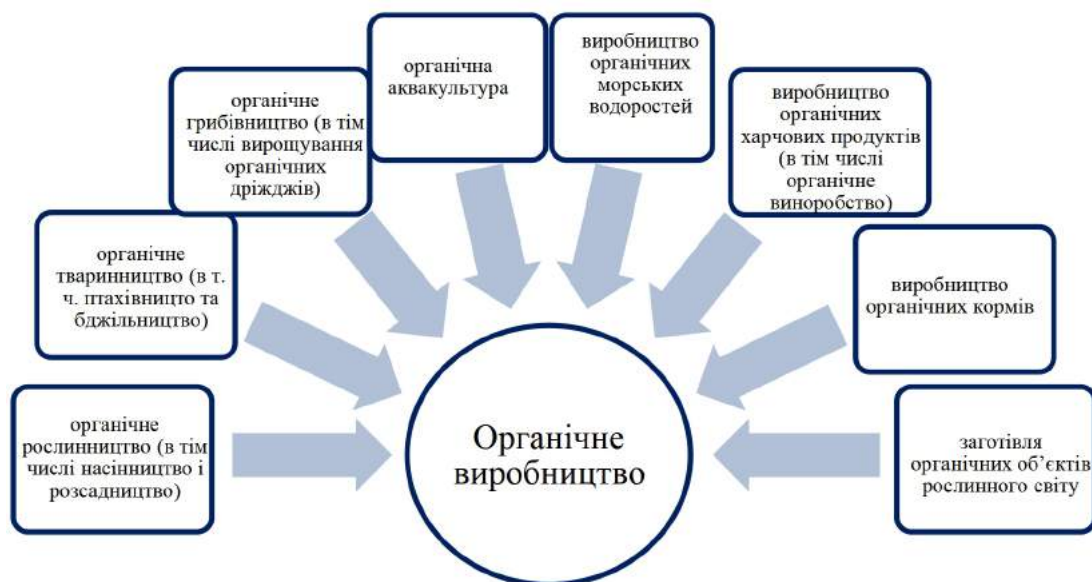 органічне
рослинництво (в тім
числі насінництво і
розсадництво)
органічне
тваринництво (в т.
ч. птахівницто та
бджільництво)
органічне
грибівництво (в тім
числі вирощування
органічних
дріжджів)
органічна
аквакультура
виробництво
органічних
морських
водоростей
виробництво
органічних
харчових продуктів
(в тім числі
органічне
виноробство)
виробництво
органічних кормів
заготівля
органічних об’єктів
рослинного світу
Органічне
виробництво